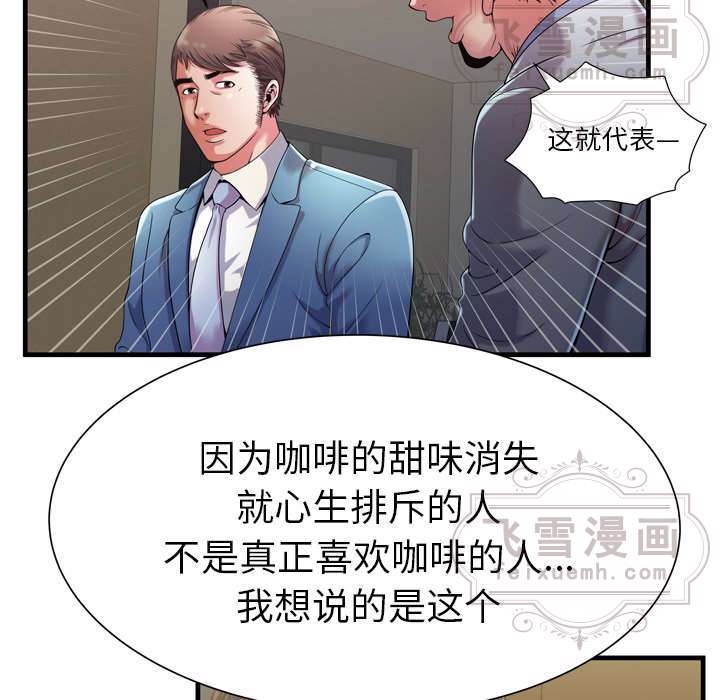 飞雪漫画
feixuemh.com
这就代表—
因为咖啡的甜味消失
就心生排斥的人
不是真正喜欢咖啡的人...
我想说的是这个
飞雪漫画
feixuemh.com